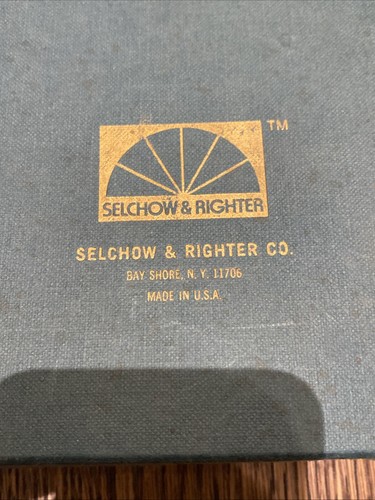 TM
SELCHOW & RIGHTER
SELCHOW & RIGHTER CO.
BAY SHORE, N. Y. 11706
MADE IN U.S.A.